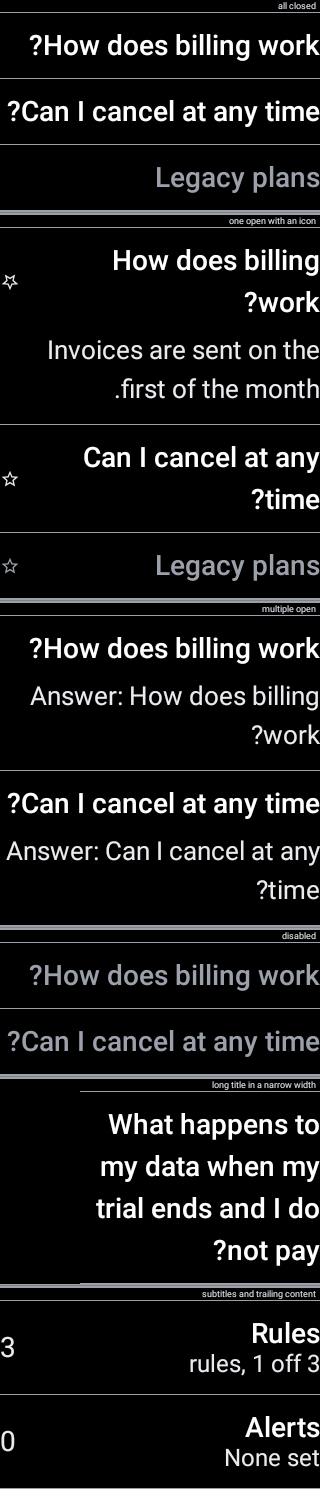 all closed
?How does billing work
?Can I cancel at any time
Legacy plans
one open with an icon
How does billing
?work
Invoices are sent on the
.first of the month
Can I cancel at any
?time
Legacy plans
multiple open
?How does billing work
Answer: How does billing
?work
?Can I cancel at any time
Answer: Can I cancel at any
?time
disabled
?How does billing work
?Can I cancel at any time
long title in a narrow width
What happens to
my data when my
trial ends and I do
?not pay
subtitles and trailing content
Rules
rules, 1 off 3
3
Alerts
None set
0